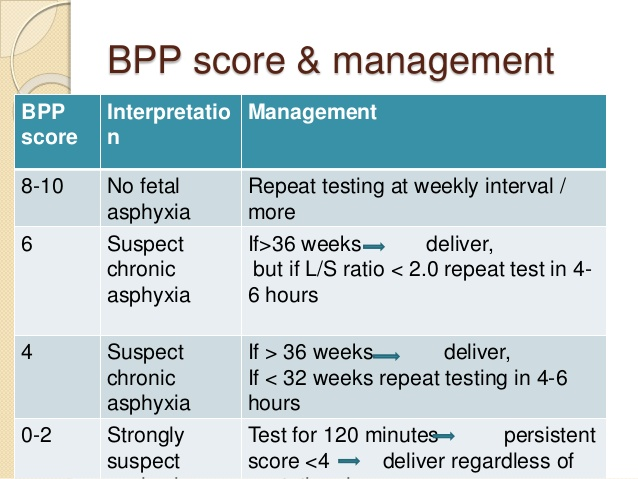 BPP score & management
BPP
score
Interpretatio
n
Management
8-10
No fetal
asphyxia
Repeat testing at weekly interval /
more
6
Suspect
chronic
asphyxia
If>36 weeks deliver,
but if L/S ratio < 2.0 repeat test in 4-
6 hours
4
Suspect
chronic
asphyxia
If > 36 weeks deliver,
If < 32 weeks repeat testing in 4-6
hours
0-2
Strongly
suspect
Test for 120 minutes persistent
score <4 deliver regardless of